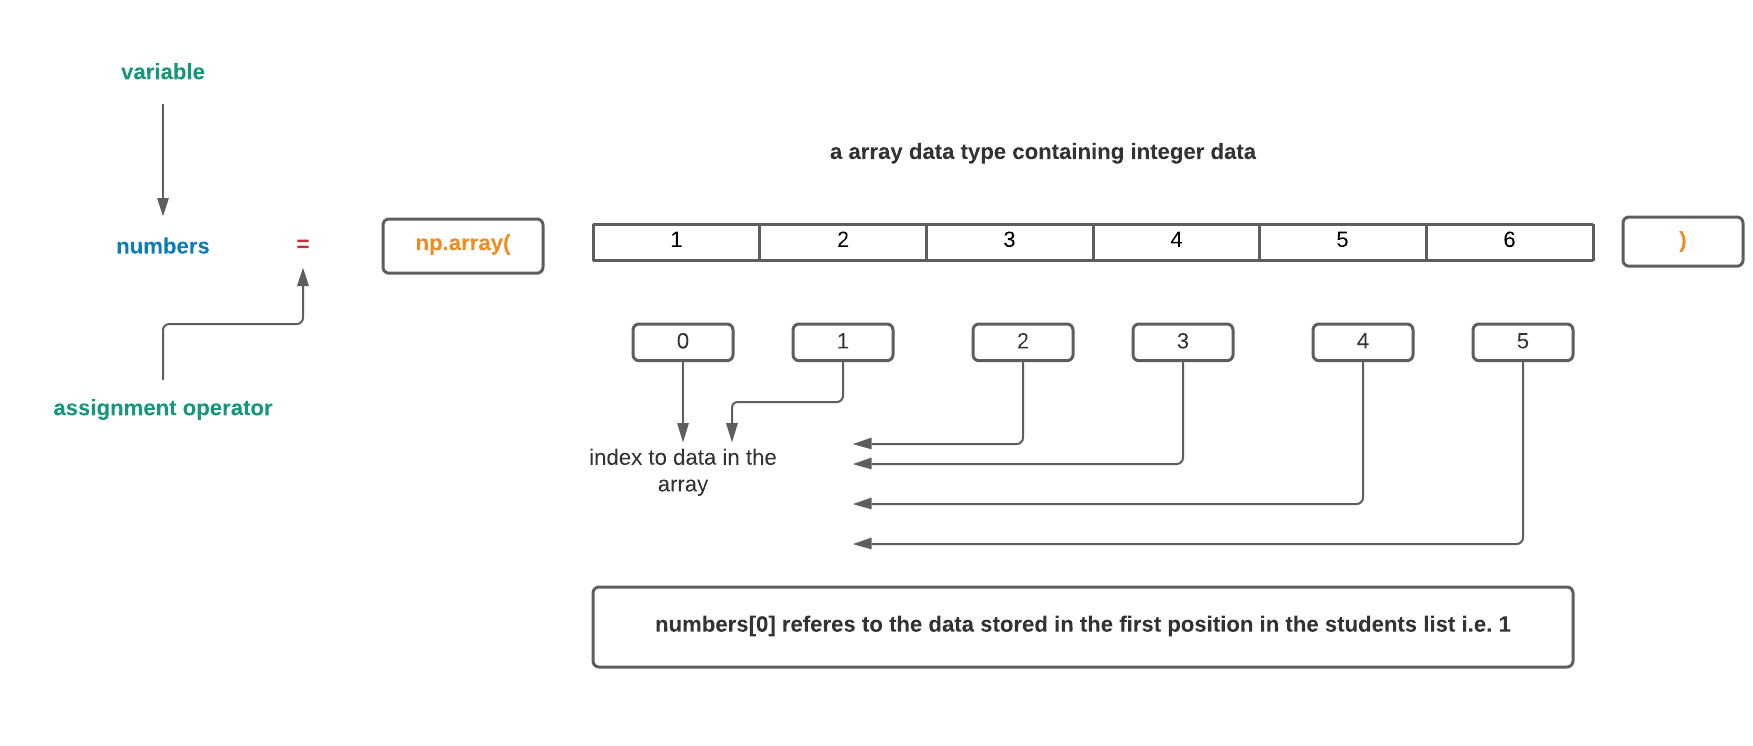 variable
a array data type containing integer data
numbers = np.array( 1 2 3 4 5 6 )
0 1 2 3 4 5
assignment operator
index to data in the
array
numbers[0] referes to the data stored in the first position in the students list i.e. 1